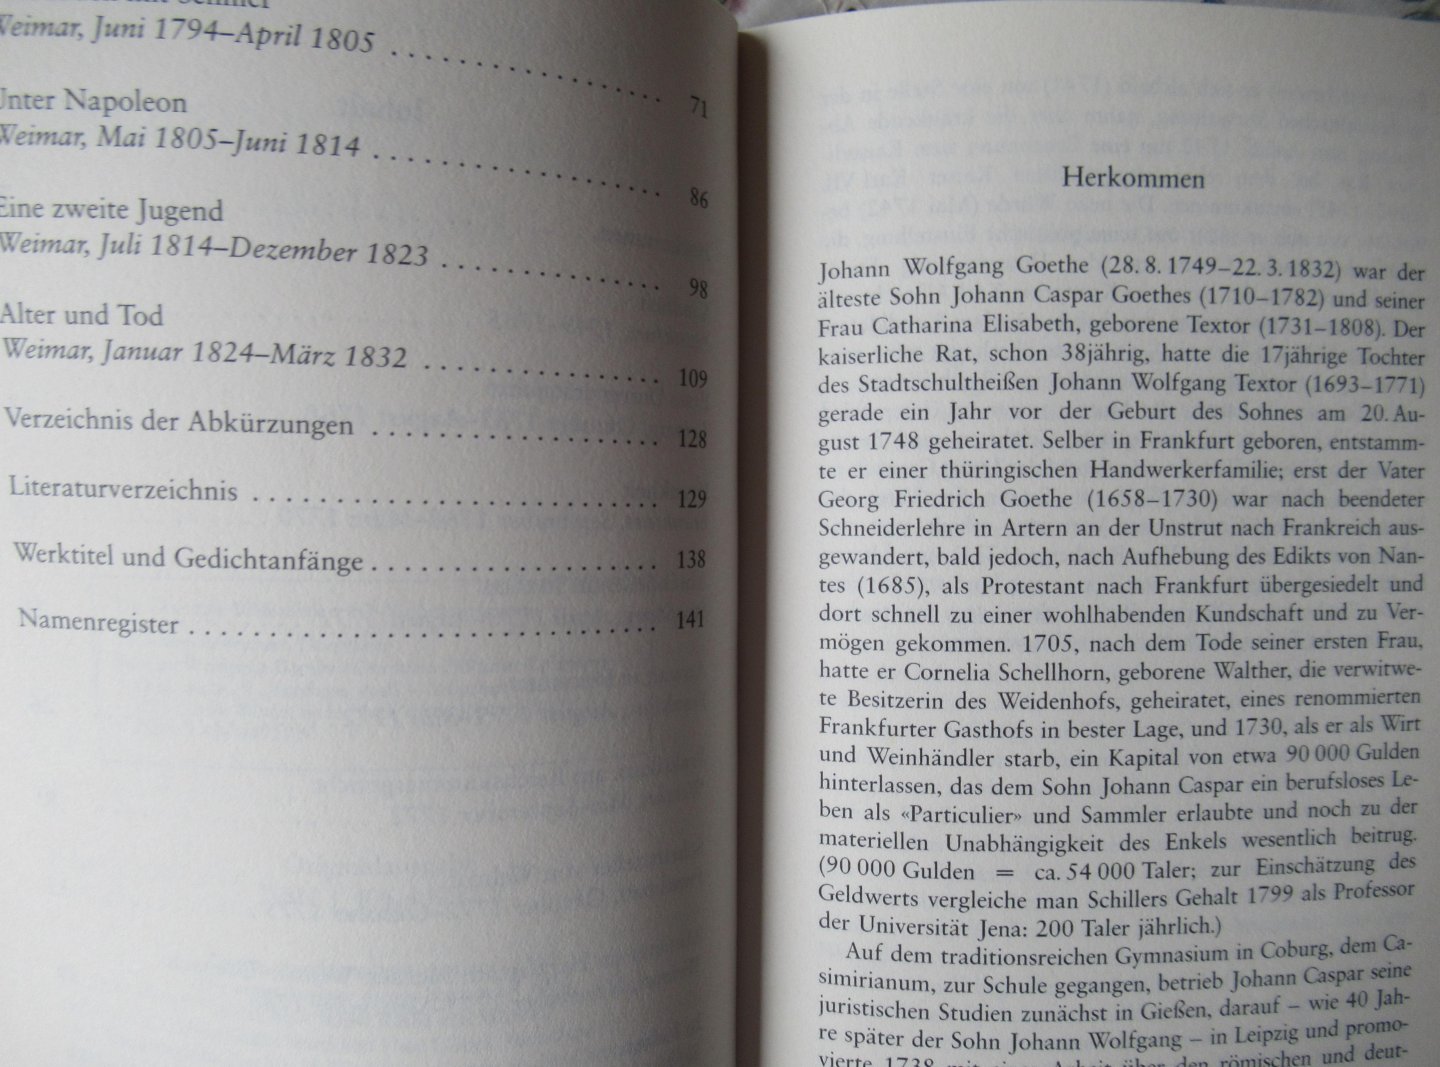 Weimar, Juni 1794–April 1805 . . . . . . . . . . . . . . . . . . . . . 71
Unter Napoleon
Weimar, Mai 1805–Juni 1814 . . . . . . . . . . . . . . . . . . . . . . 86
Eine zweite Jugend
Weimar, Juli 1814–Dezember 1823 . . . . . . . . . . . . . . . . . 98
Alter und Tod
Weimar, Januar 1824–März 1832 . . . . . . . . . . . . . . . . . . 109
Verzeichnis der Abkürzungen . . . . . . . . . . . . . . . . . . . . . 128
Literaturverzeichnis . . . . . . . . . . . . . . . . . . . . . . . . . . . . . . 129
Werktitel und Gedichtanfänge . . . . . . . . . . . . . . . . . . . . . 138
Namenregister . . . . . . . . . . . . . . . . . . . . . . . . . . . . . . . . . . 141
Herkommen
Johann Wolfgang Goethe (28. 8. 1749–22. 3. 1832) war der
älteste Sohn Johann Caspar Goethes (1710–1782) und seiner
Frau Catharina Elisabeth, geborene Textor (1731–1808). Der
kaiserliche Rat, schon 38jährig, hatte die 17jährige Tochter
des Stadtschultheißen Johann Wolfgang Textor (1693–1771)
gerade ein Jahr vor der Geburt des Sohnes am 20. Au-
gust 1748 geheiratet. Selber in Frankfurt geboren, entstamm-
te er einer thüringischen Handwerkerfamilie; erst der Vater
Georg Friedrich Goethe (1658–1730) war nach beendeter
Schneiderlehre in Artern an der Unstrut nach Frankreich aus-
gewandert, bald jedoch, nach Aufhebung des Edikts von Nan-
tes (1685), als Protestant nach Frankfurt übergesiedelt und
dort schnell zu einer wohlhabenden Kundschaft und zu Ver-
mögen gekommen. 1705, nach dem Tode seiner ersten Frau,
hatte er Cornelia Schellhorn, geborene Walther, die verwitwe-
te Besitzerin des Weidenhofs, geheiratet, eines renommierten
Frankfurter Gasthofs in bester Lage, und 1730, als er als Wirt
und Weinhändler starb, ein Kapital von etwa 90 000 Gulden
hinterlassen, das dem Sohn Johann Caspar ein berufsloses Le-
ben als «Particulier» und Sammler erlaubte und noch zu der
materiellen Unabhängigkeit des Enkels wesentlich beitrug.
(90 000 Gulden = ca. 54 000 Taler; zur Einschätzung des
Geldwerts vergleiche man Schillers Gehalt 1799 als Professor
der Universität Jena: 200 Taler jährlich.)
Auf dem traditionsreichen Gymnasium in Coburg, dem Ca-
simirianum, zur Schule gegangen, betrieb Johann Caspar seine
juristischen Studien zunächst in Gießen, darauf – wie 40 Jah-
re später der Sohn Johann Wolfgang – in Leipzig und promo-
vierte 1738 mit einer Arbeit über den römischen und deut-